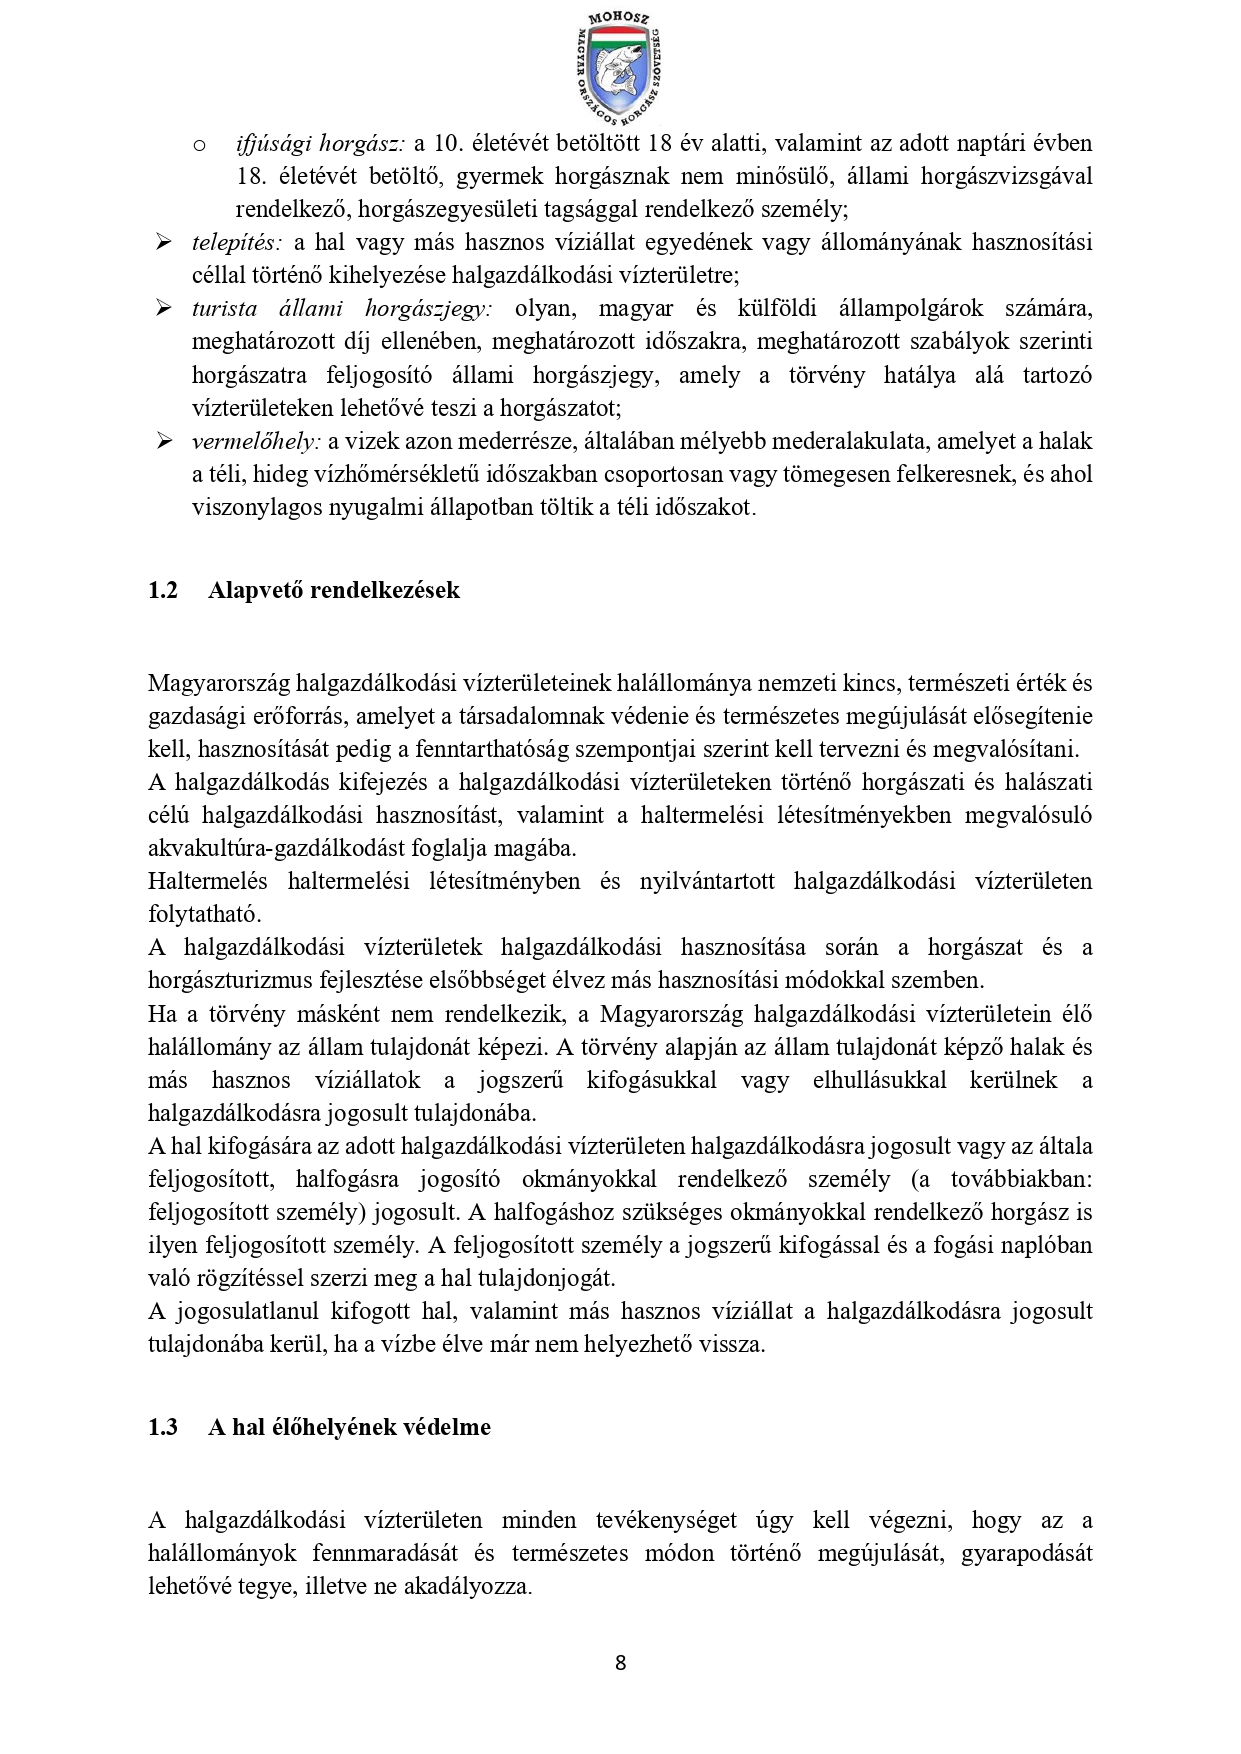 MOHOSZ
MAGYAR ORSZÁGOS HORGÁSZ SZÖVETSÉG
o ifjúsági horgász: a 10. életévét betöltött 18 év alatti, valamint az adott naptári évben
18. életévét betöltő, gyermek horgásznak nem minősülő, állami horgászvizsgával
rendelkező, horgászegyesületi tagsággal rendelkező személy;
➢ telepítés: a hal vagy más hasznos víziállat egyedének vagy állományának hasznosítási
céllal történő kihelyezése halgazdálkodási vízterületre;
➢ turista állami horgászjegy: olyan, magyar és külföldi állampolgárok számára,
meghatározott díj ellenében, meghatározott időszakra, meghatározott szabályok szerinti
horgászatra feljogosító állami horgászjegy, amely a törvény hatálya alá tartozó
vízterületeken lehetővé teszi a horgászatot;
➢ vermelőhely: a vizek azon mederrésze, általában mélyebb mederalakulata, amelyet a halak
a téli, hideg vízhőmérsékletű időszakban csoportosan vagy tömegesen felkeresnek, és ahol
viszonylagos nyugalmi állapotban töltik a téli időszakot.
1.2 Alapvető rendelkezések
Magyarország halgazdálkodási vízterületeinek halállománya nemzeti kincs, természeti érték és
gazdasági erőforrás, amelyet a társadalomnak védenie és természetes megújulását elősegítenie
kell, hasznosítását pedig a fenntarthatóság szempontjai szerint kell tervezni és megvalósítani.
A halgazdálkodás kifejezés a halgazdálkodási vízterületeken történő horgászati és halászati
célú halgazdálkodási hasznosítást, valamint a haltermelési létesítményekben megvalósuló
akvakultúra-gazdálkodást foglalja magába.
Haltermelés haltermelési létesítményben és nyilvántartott halgazdálkodási vízterületen
folytatható.
A halgazdálkodási vízterületek halgazdálkodási hasznosítása során a horgászat és a
horgászturizmus fejlesztése elsőbbséget élvez más hasznosítási módokkal szemben.
Ha a törvény másként nem rendelkezik, a Magyarország halgazdálkodási vízterületein élő
halállomány az állam tulajdonát képezi. A törvény alapján az állam tulajdonát képző halak és
más hasznos víziállatok a jogszerű kifogásukkal vagy elhullásukkal kerülnek a
halgazdálkodásra jogosult tulajdonába.
A hal kifogására az adott halgazdálkodási vízterületen halgazdálkodásra jogosult vagy az általa
feljogosított, halfogásra jogosító okmányokkal rendelkező személy (a továbbiakban:
feljogosított személy) jogosult. A halfogáshoz szükséges okmányokkal rendelkező horgász is
ilyen feljogosított személy. A feljogosított személy a jogszerű kifogással és a fogási naplóban
való rögzítéssel szerzi meg a hal tulajdonjogát.
A jogosulatlanul kifogott hal, valamint más hasznos víziállat a halgazdálkodásra jogosult
tulajdonába kerül, ha a vízbe élve már nem helyezhető vissza.
1.3 A hal élőhelyének védelme
A halgazdálkodási vízterületen minden tevékenységet úgy kell végezni, hogy az a
halállományok fennmaradását és természetes módon történő megújulását, gyarapodását
lehetővé tegye, illetve ne akadályozza.
8